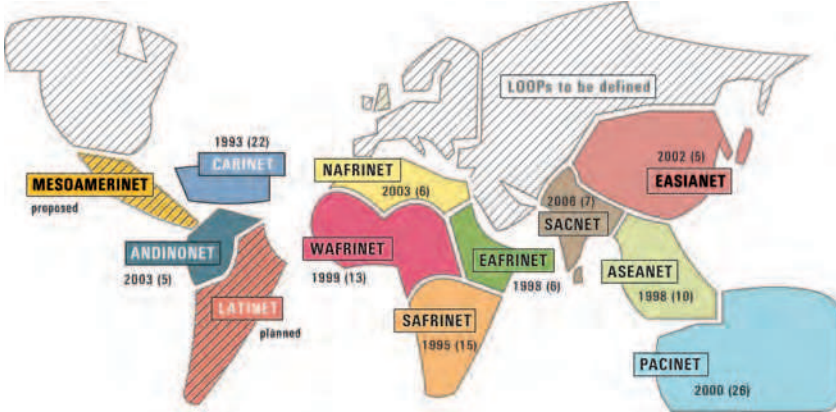 LOOPs to be defined
1993 (22)
CARINET
2002 (5)
EASIANET
NAFRINET
2003 (6)
MESOAMERINET
proposed
2006 (7)
SACNET
WAFRINET
1999 (13)
ANDINONET
2003 (5)
EAFRINET
1998 (6)
ASEANET
1998 (10)
LATINET
planned
SAFRINET
1995 (15)
PACINET
2000 (26)